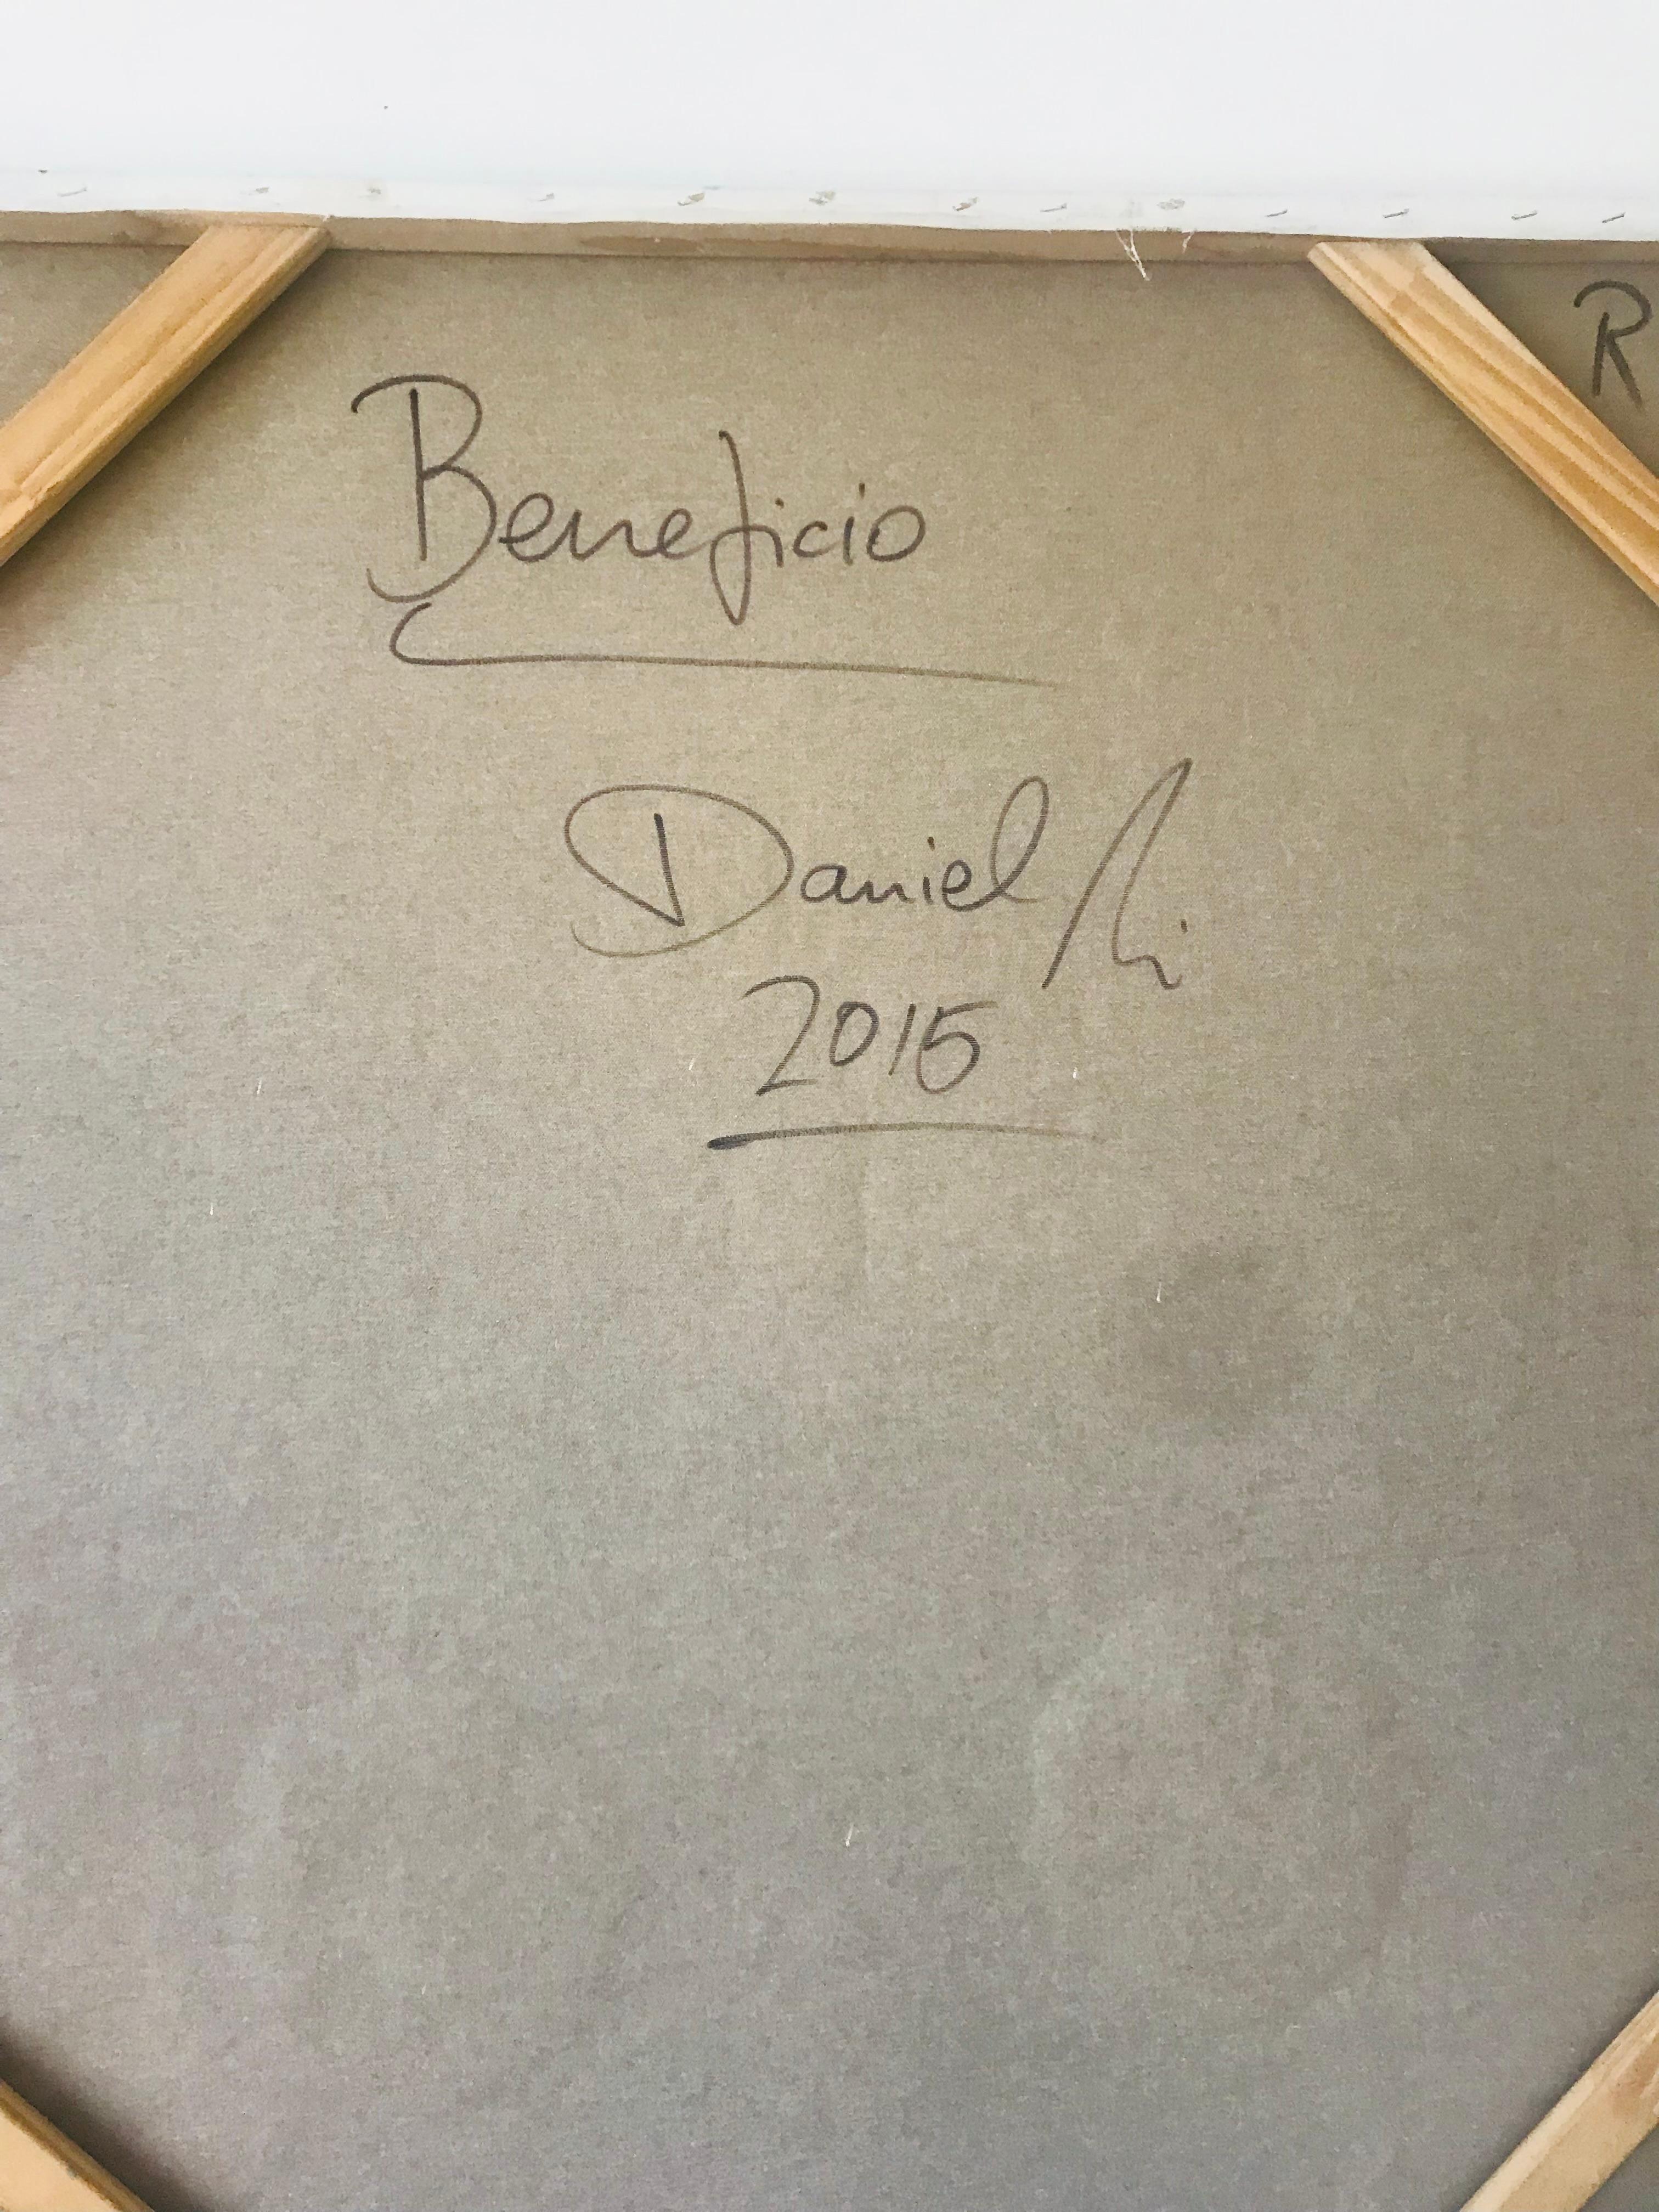 R
Beneficio
Daniel
2015